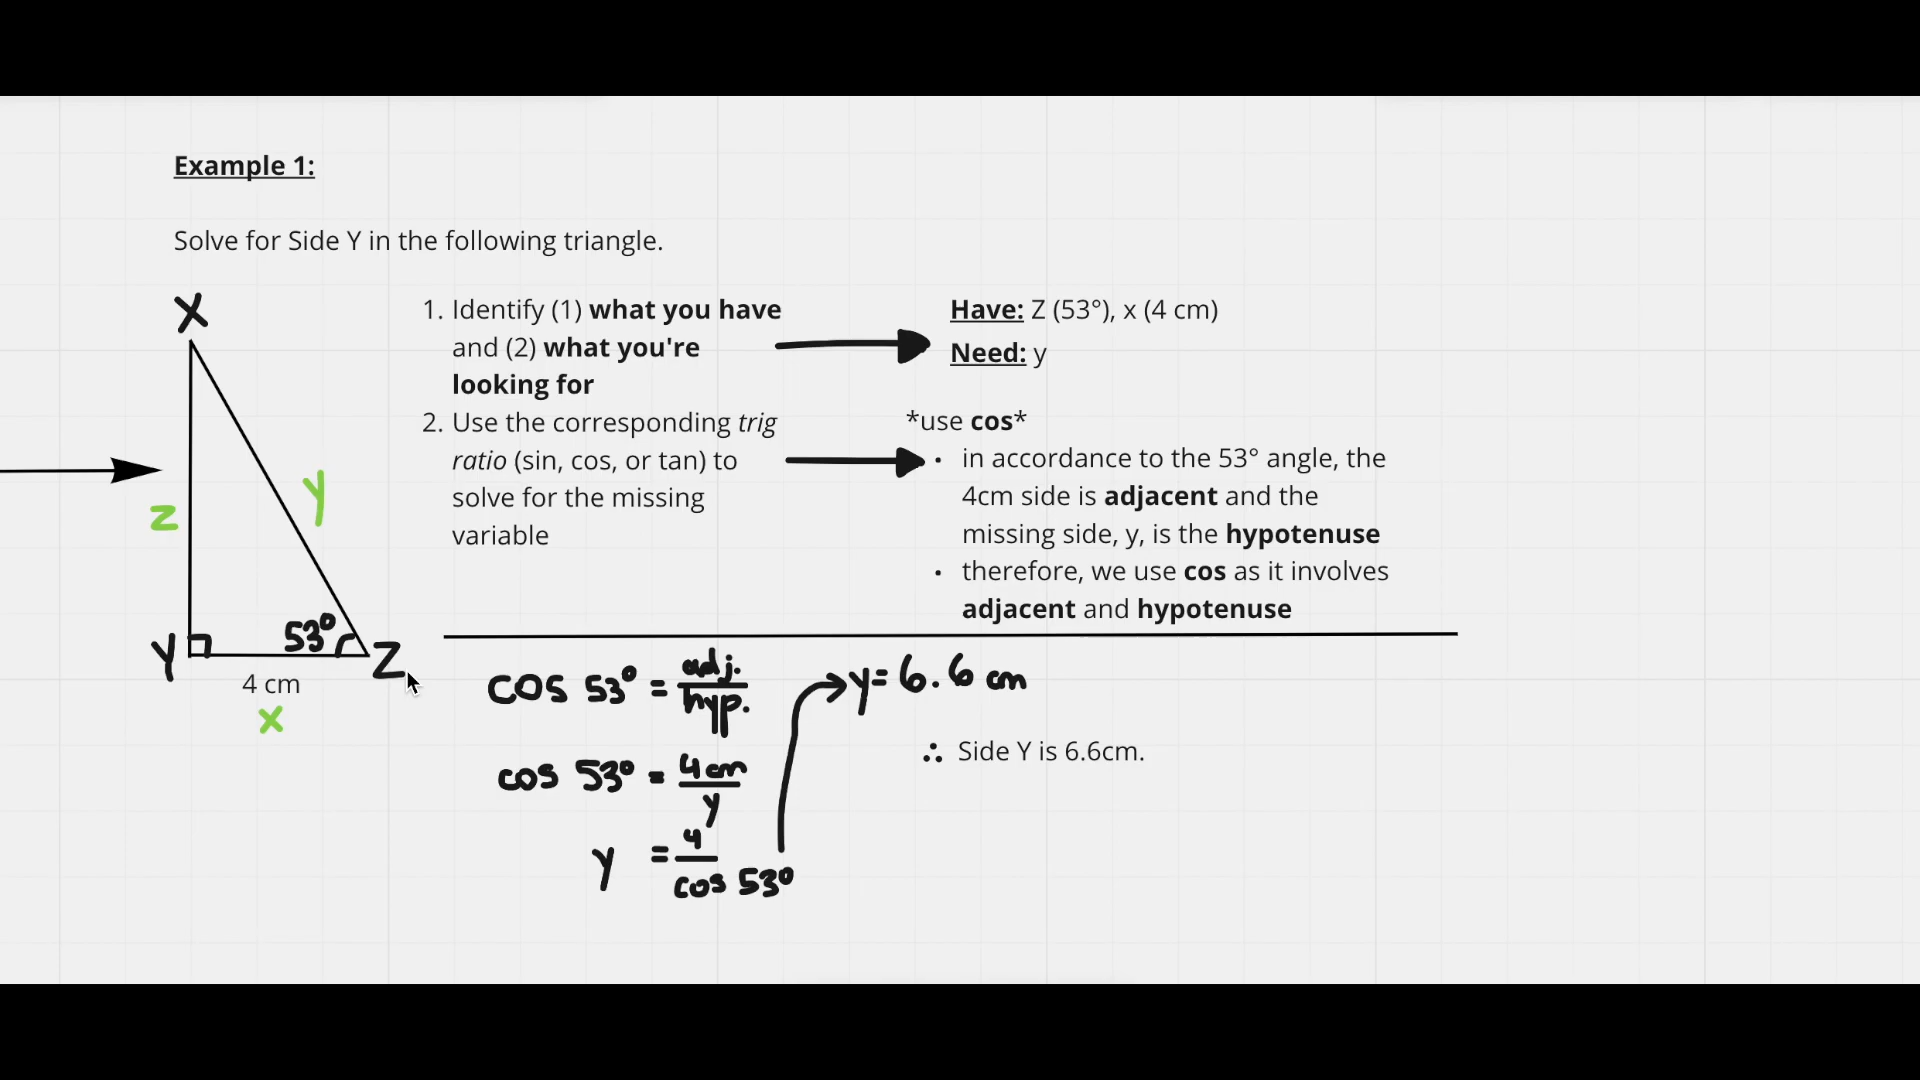 Example 1:
Solve for Side Y in the following triangle.
X
z
y
Y
53°
Z
4 cm
x
1. Identify (1) what you have
and (2) what you're
looking for
2. Use the corresponding trig
ratio (sin, cos, or tan) to
solve for the missing
variable
Have: Z (53°), x (4 cm)
Need: y
*use cos*
• in accordance to the 53° angle, the
4cm side is adjacent and the
missing side, y, is the hypotenuse
• therefore, we use cos as it involves
adjacent and hypotenuse
cos 53° = adj./hyp.
cos 53° = 4cm/y
y = 4/cos 53°
y = 6.6 cm
∴ Side Y is 6.6cm.